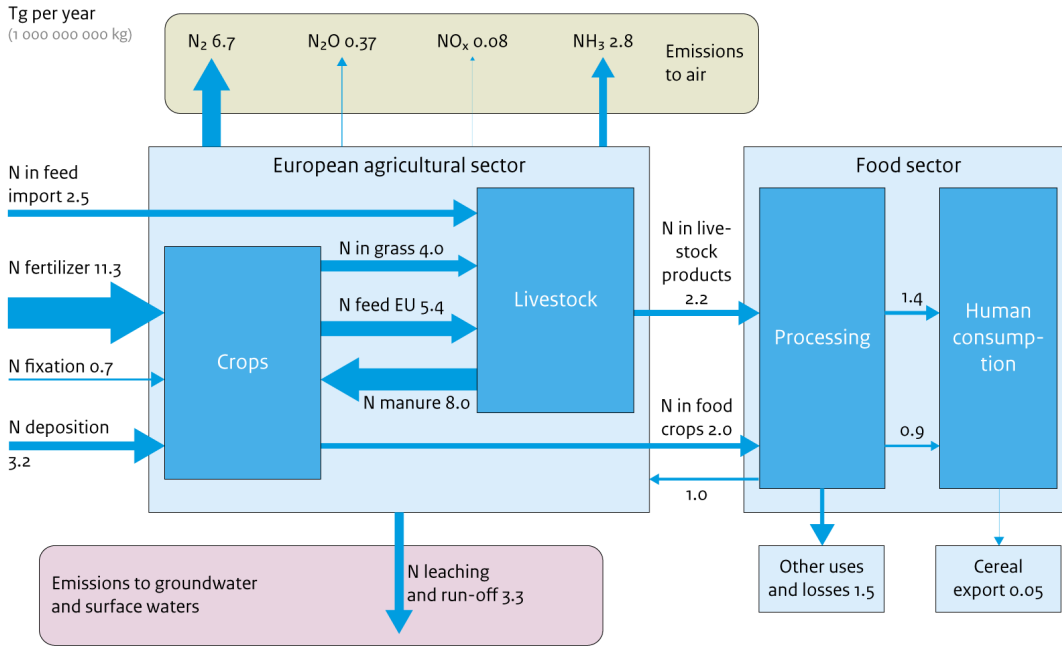 Tg per year
(1 000 000 000 kg)
N₂ 6.7
N₂O 0.37
NOₓ 0.08
NH₃ 2.8
Emissions
to air
European agricultural sector
Food sector
N in feed
import 2.5
N fertilizer 11.3
N fixation 0.7
N deposition
3.2
Crops
N in grass 4.0
N feed EU 5.4
N manure 8.0
Livestock
N in live-
stock
products
2.2
N in food
crops 2.0
1.0
Processing
1.4
0.9
Human
consump-
tion
Emissions to groundwater
and surface waters
N leaching
and run-off 3.3
Other uses
and losses 1.5
Cereal
export 0.05